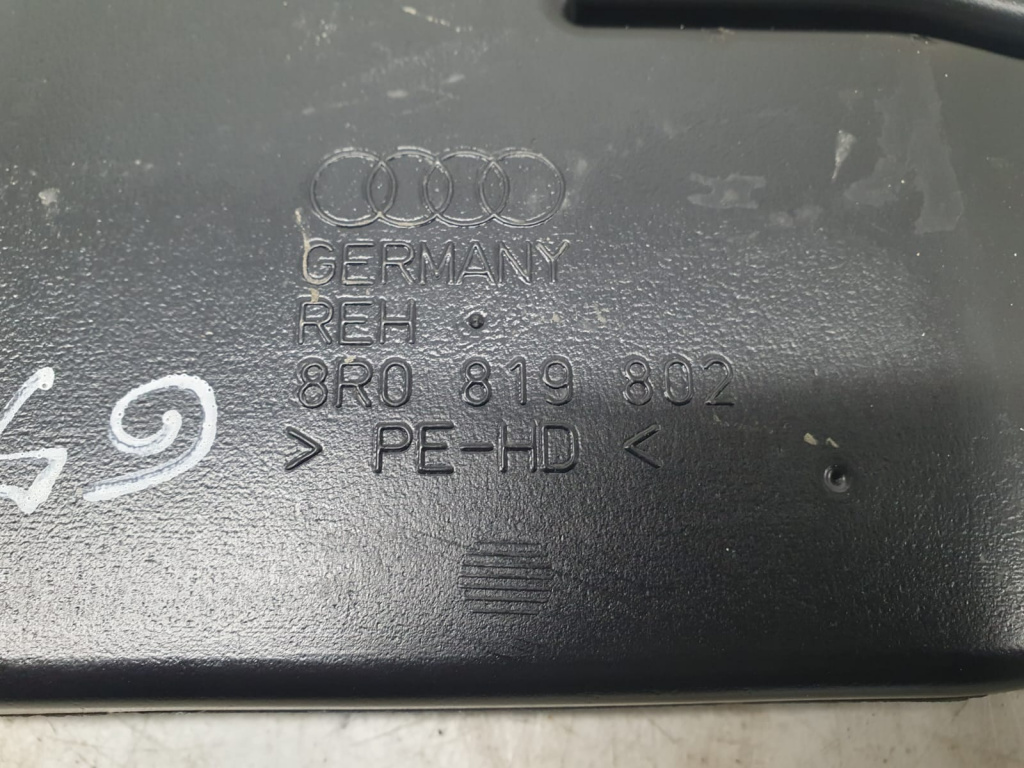 GERMANY
REH
8R0 819 802
> PE-HD <